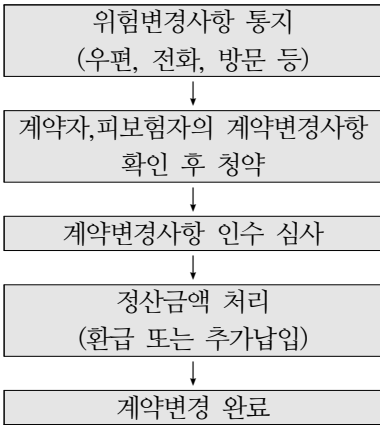 위험변경사항 통지
(우편, 전화, 방문 등)
계약자,피보험자의 계약변경사항
확인 후 청약
계약변경사항 인수 심사
정산금액 처리
(환급 또는 추가납입)
계약변경 완료